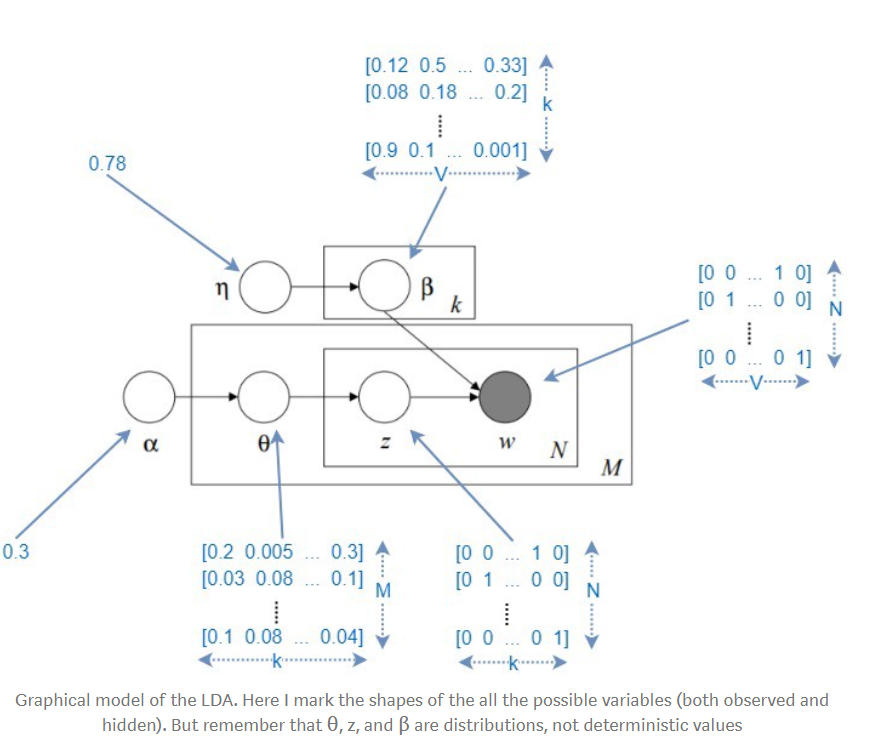 [0.12 0.5 ... 0.33]
[0.08 0.18 ... 0.2]
k
[0.9 0.1 ... 0.001]
V
0.78
η
β
k
[0 0 ... 1 0]
[0 1 ... 0 0]
N
[0 0 ... 0 1]
V
α
θ
z
w
N
M
0.3
[0.2 0.005 ... 0.3]
[0.03 0.08 ... 0.1]
M
[0.1 0.08 ... 0.04]
k
[0 0 ... 1 0]
[0 1 ... 0 0]
N
[0 0 ... 0 1]
k
Graphical model of the LDA. Here I mark the shapes of the all the possible variables (both observed and
hidden). But remember that θ, z, and β are distributions, not deterministic values